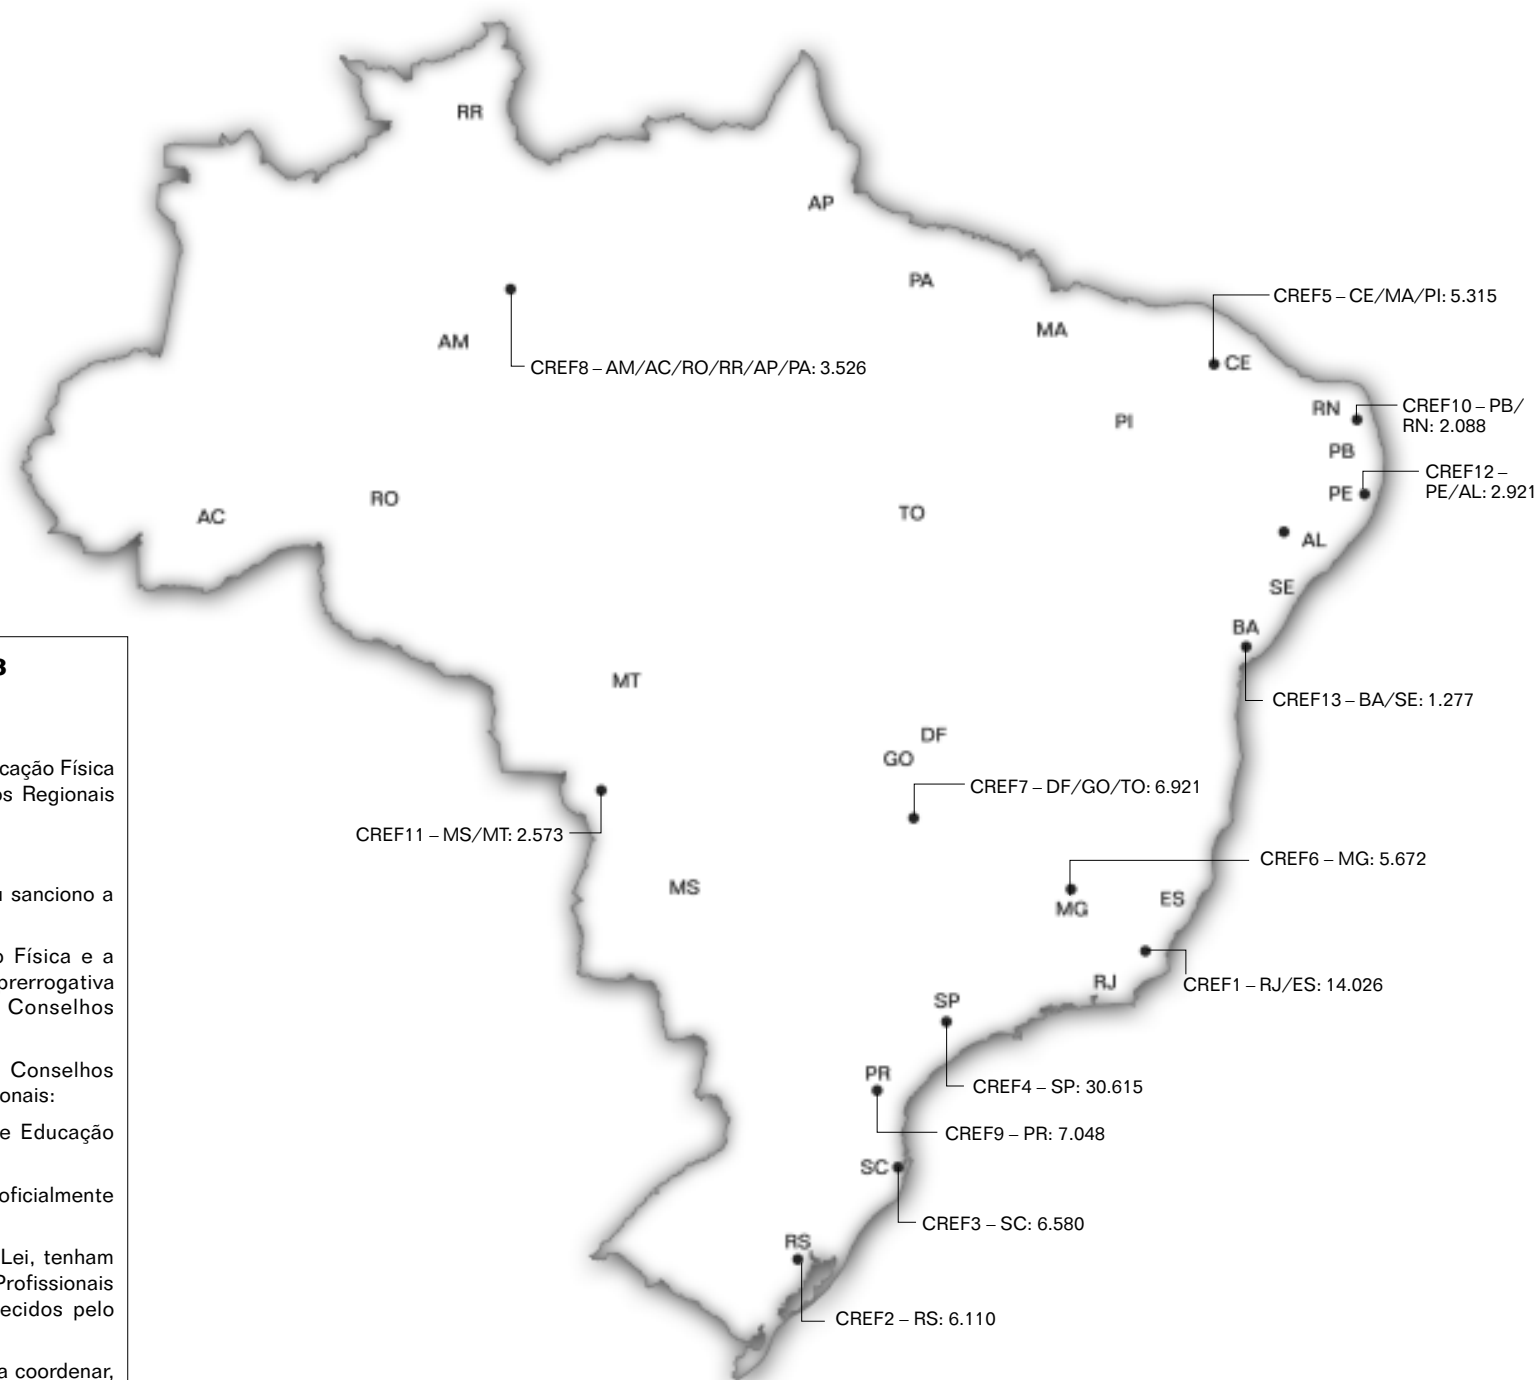 RR
AP
PA
CREF5 – CE/MA/PI: 5.315
MA
AM
CREF8 – AM/AC/RO/RR/AP/PA: 3.526
CE
RN
CREF10 – PB/
RN: 2.088
PI
PB
CREF12 –
PE/AL: 2.921
PE
RO
AC
TO
AL
SE
BA
MT
CREF13 – BA/SE: 1.277
DF
GO
CREF7 – DF/GO/TO: 6.921
CREF11 – MS/MT: 2.573
CREF6 – MG: 5.672
MS
MG
ES
RJ
CREF1 – RJ/ES: 14.026
SP
PR
CREF4 – SP: 30.615
CREF9 – PR: 7.048
SC
CREF3 – SC: 6.580
RS
CREF2 – RS: 6.110
cação Física
os Regionais
u sanciono a
o Física e a
prerrogativa
Conselhos
Conselhos
onais:
e Educação
oficialmente
Lei, tenham
Profissionais
ecidos pelo
a coordenar,